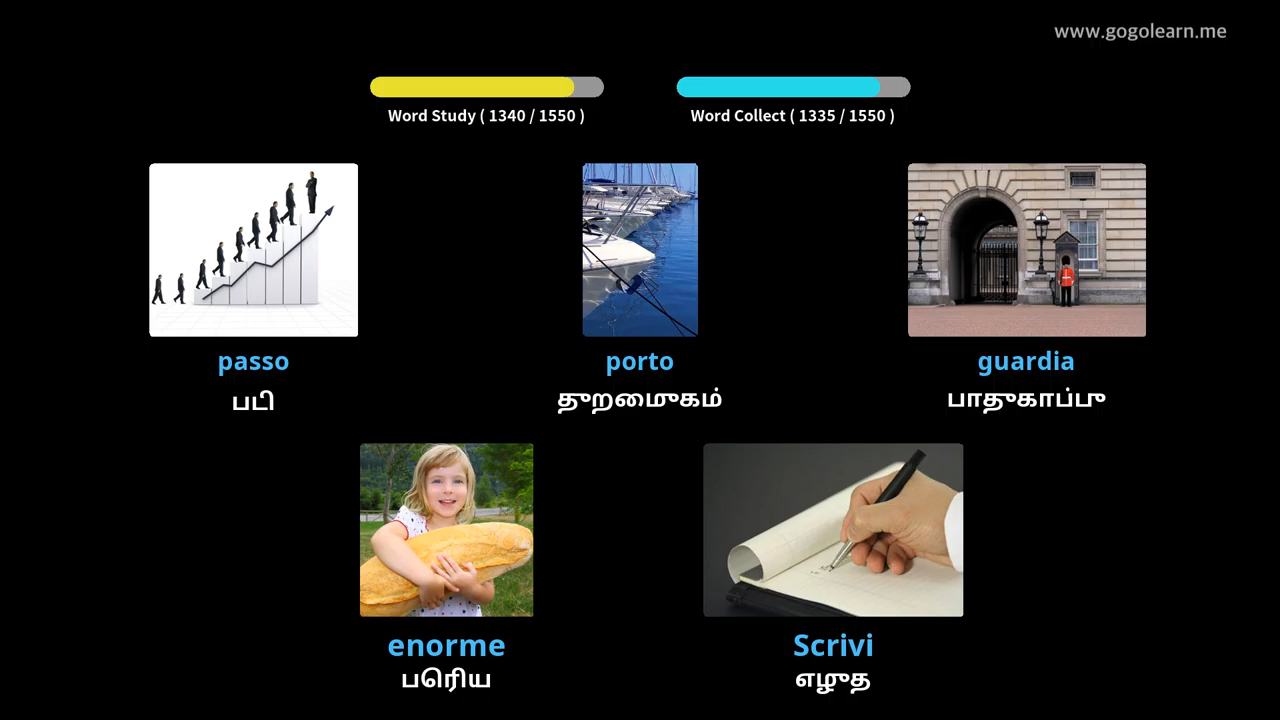 www.gogolearn.me
Word Study ( 1340 / 1550 )
Word Collect ( 1335 / 1550 )
passo
porto
guardia
படி
துறைமுகம்
பாதுகாப்பு
enorme
Scrivi
பெரிய
எழுத